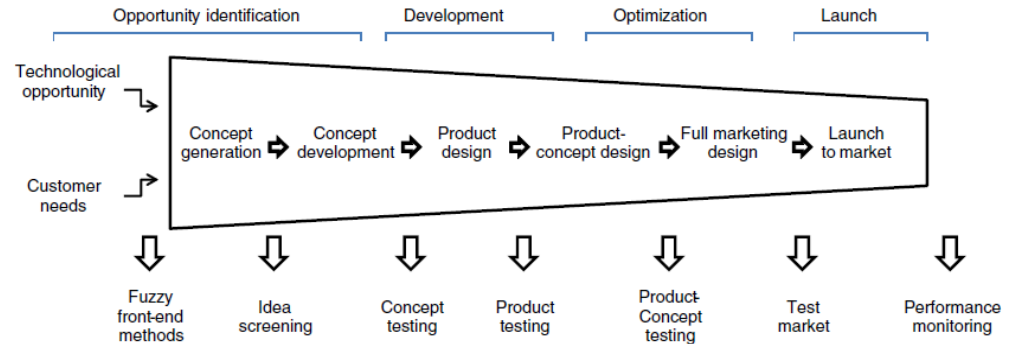 Opportunity identification
Development
Optimization
Launch
Technological
opportunity
Customer
needs
Concept
generation
Concept
development
Product
design
Product-
concept design
Full marketing
design
Launch
to market
Fuzzy
front-end
methods
Idea
screening
Concept
testing
Product
testing
Product-
Concept
testing
Test
market
Performance
monitoring